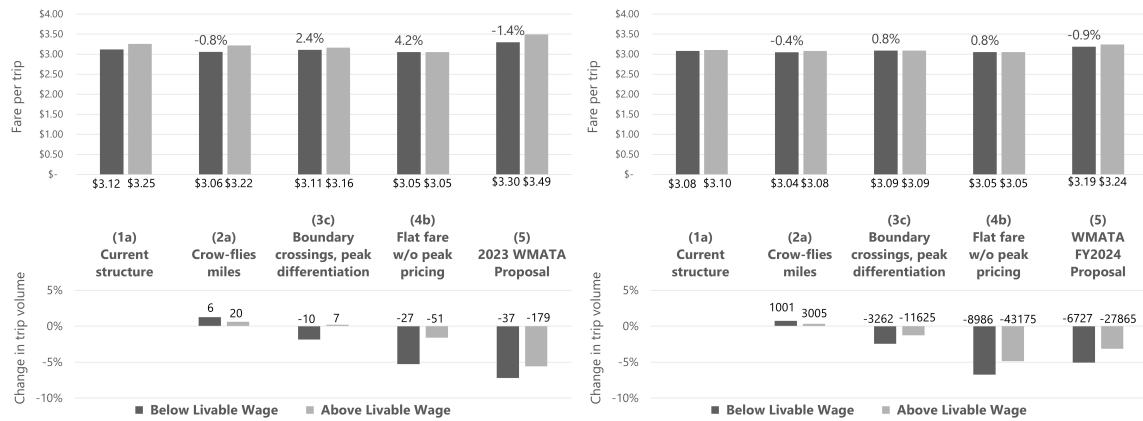 $4.00
$3.50
$3.00
$2.50
$2.00
$1.50
$1.00
$0.50
$-
Fare per trip
-0.8%
2.4%
4.2%
-1.4%
$3.12 $3.25
$3.06 $3.22
$3.11 $3.16
$3.05 $3.05
$3.30 $3.49
(1a)
Current
structure
(2a)
Crow-flies
miles
(3c)
Boundary
crossings, peak
differentiation
(4b)
Flat fare
w/o peak
pricing
(5)
2023 WMATA
Proposal
5%
0%
-5%
-10%
Change in trip volume
6 20
-10 7
-27 -51
-37 -179
Below Livable Wage
Above Livable Wage
$4.00
$3.50
$3.00
$2.50
$2.00
$1.50
$1.00
$0.50
$-
Fare per trip
-0.4%
0.8%
0.8%
-0.9%
$3.08 $3.10
$3.04 $3.08
$3.09 $3.09
$3.05 $3.05
$3.19 $3.24
(1a)
Current
structure
(2a)
Crow-flies
miles
(3c)
Boundary
crossings, peak
differentiation
(4b)
Flat fare
w/o peak
pricing
(5)
WMATA
FY2024
Proposal
5%
0%
-5%
-10%
Change in trip volume
1001 3005
-3262 -11625
-8986 -43175
-6727 -27865
Below Livable Wage
Above Livable Wage